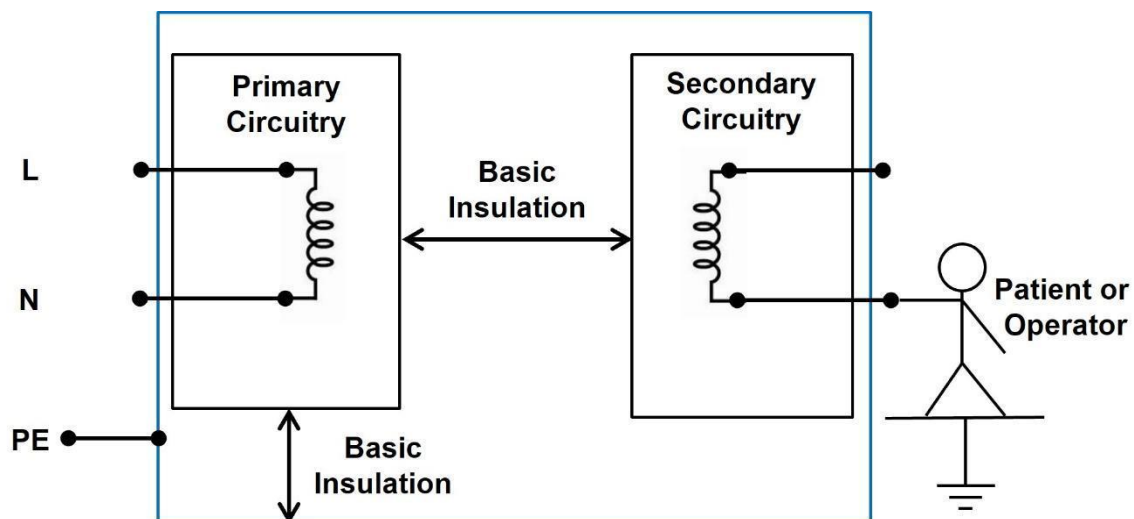 Primary
Circuitry
Secondary
Circuitry
L
Basic
Insulation
N
Patient or
Operator
PE
Basic
Insulation